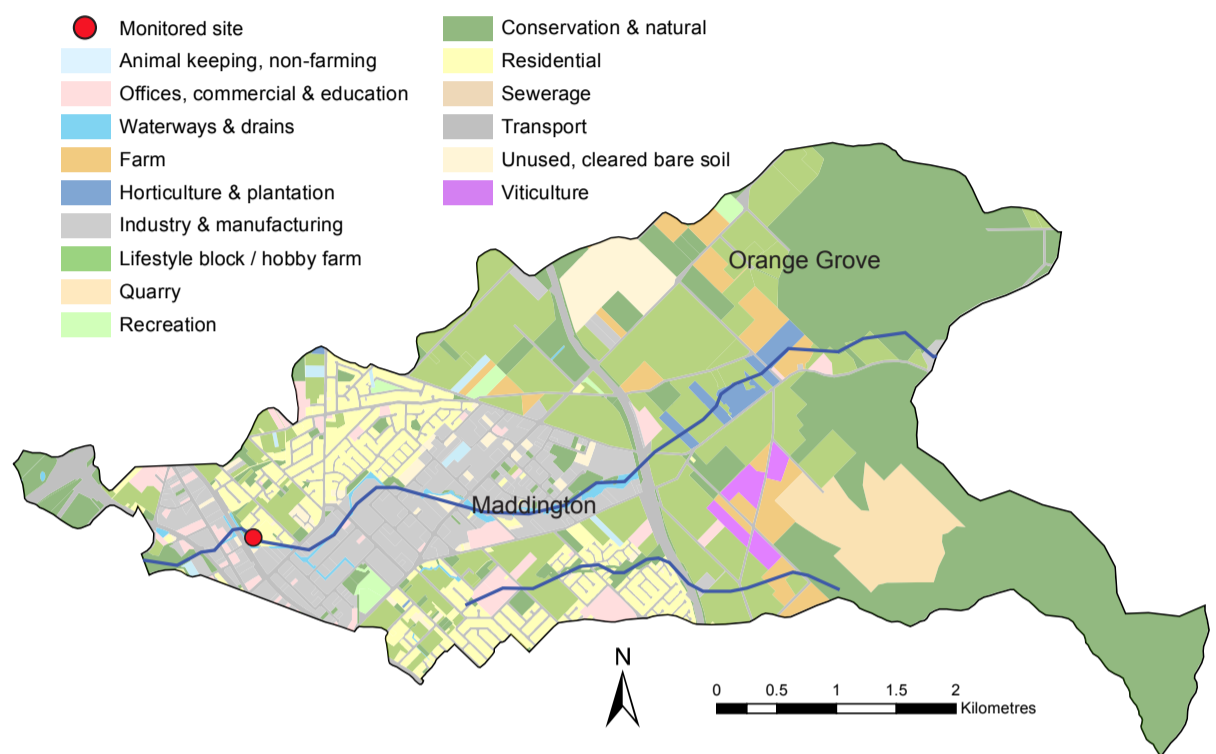 Monitored site
Animal keeping, non-farming
Offices, commercial & education
Waterways & drains
Farm
Horticulture & plantation
Industry & manufacturing
Lifestyle block / hobby farm
Quarry
Recreation
Conservation & natural
Residential
Sewerage
Transport
Unused, cleared bare soil
Viticulture
Orange Grove
Maddington
N
0 0.5 1 1.5 2
Kilometres